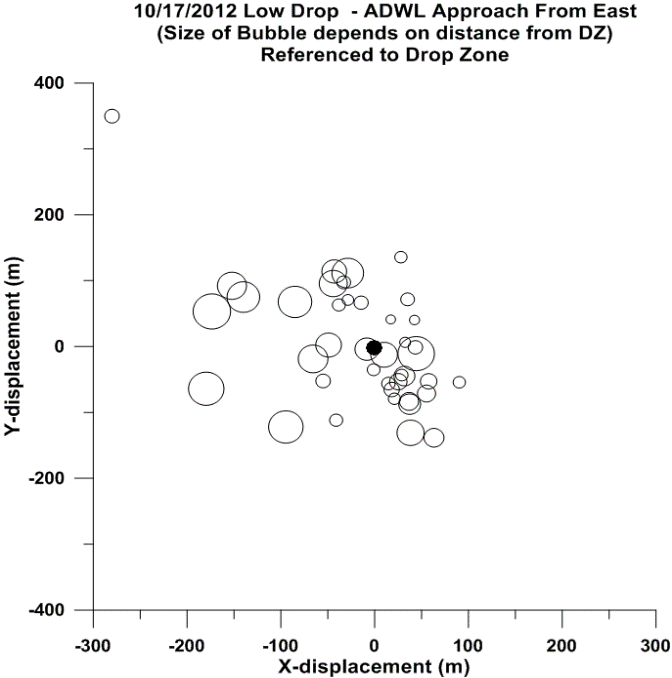 10/17/2012 Low Drop - ADWL Approach From East
(Size of Bubble depends on distance from DZ)
Referenced to Drop Zone
400
200
0
-200
-400
Y-displacement (m)
-300 -200 -100 0 100 200 300
X-displacement (m)